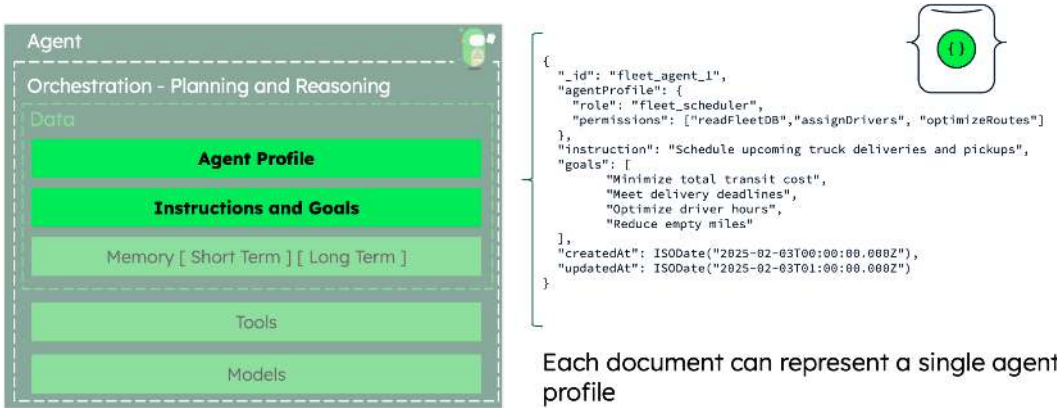 Agent
Orchestration - Planning and Reasoning
Data
Agent Profile
Instructions and Goals
Memory [ Short Term ] [ Long Term ]
Tools
Models
{}
{
"_id": "fleet_agent_1",
"agentProfile": {
"role": "fleet_scheduler",
"permissions": ["readFleetDB","assignDrivers", "optimizeRoutes"]
},
"instruction": "Schedule upcoming truck deliveries and pickups",
"goals": [
"Minimize total transit cost",
"Meet delivery deadlines",
"Optimize driver hours",
"Reduce empty miles"
],
"createdAt": ISODate("2025-02-03T00:00:00.000Z"),
"updatedAt": ISODate("2025-02-03T01:00:00.000Z")
}
Each document can represent a single agent
profile